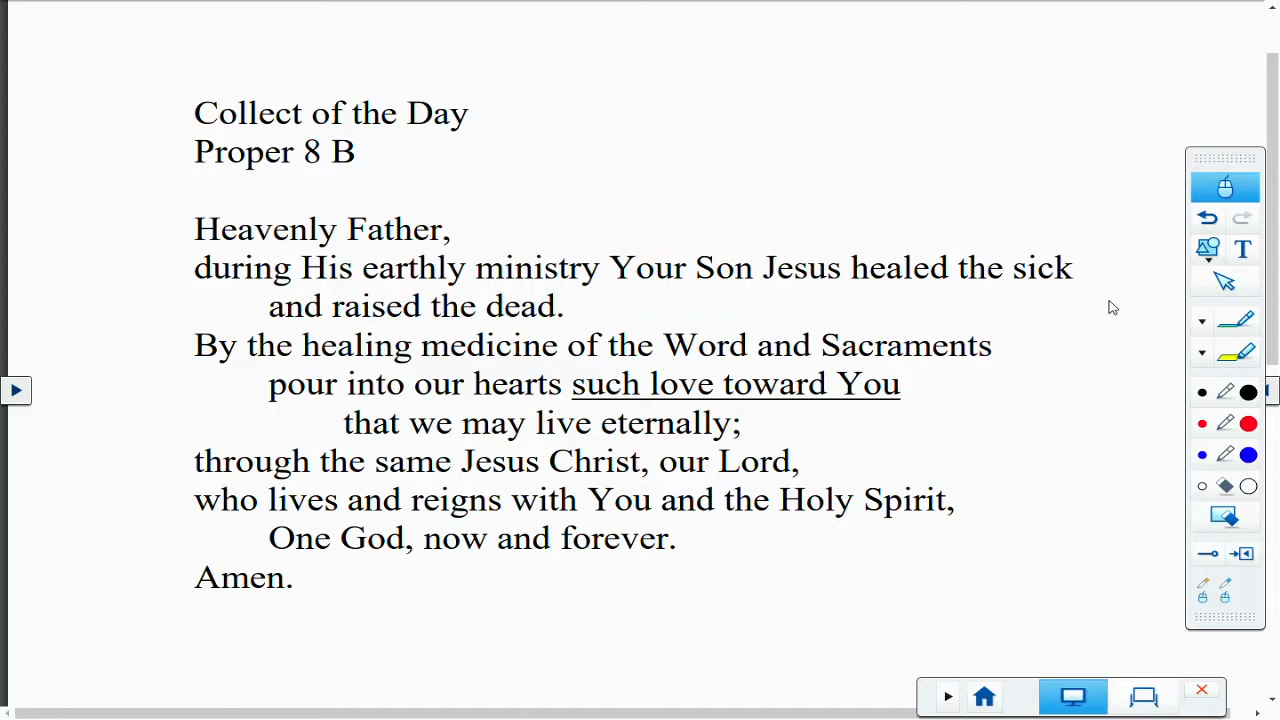 Collect of the Day
Proper 8 B
Heavenly Father,
during His earthly ministry Your Son Jesus healed the sick
and raised the dead.
By the healing medicine of the Word and Sacraments
pour into our hearts such love toward You
that we may live eternally;
through the same Jesus Christ, our Lord,
who lives and reigns with You and the Holy Spirit,
One God, now and forever.
Amen.
T